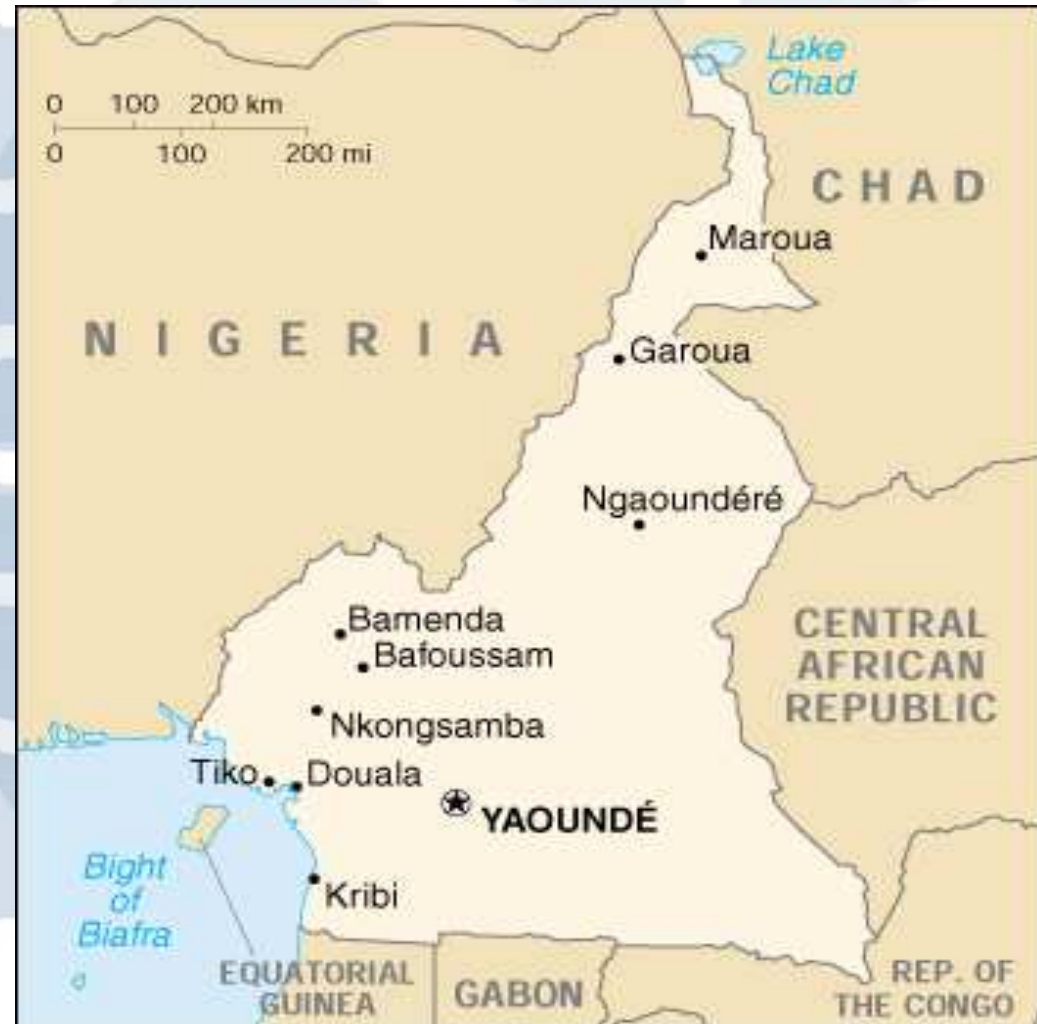 Lake
Chad
0 100 200 km
0 100 200 mi
CHAD
Maroua
NIGERIA
Garoua
Ngaoundéré
Bamenda
Bafoussam
CENTRAL
AFRICAN
REPUBLIC
Nkongsamba
Tiko
Douala
YAOUNDÉ
Bight
of
Biafra
Kribi
EQUATORIAL
GUINEA
GABON
REP. OF
THE CONGO